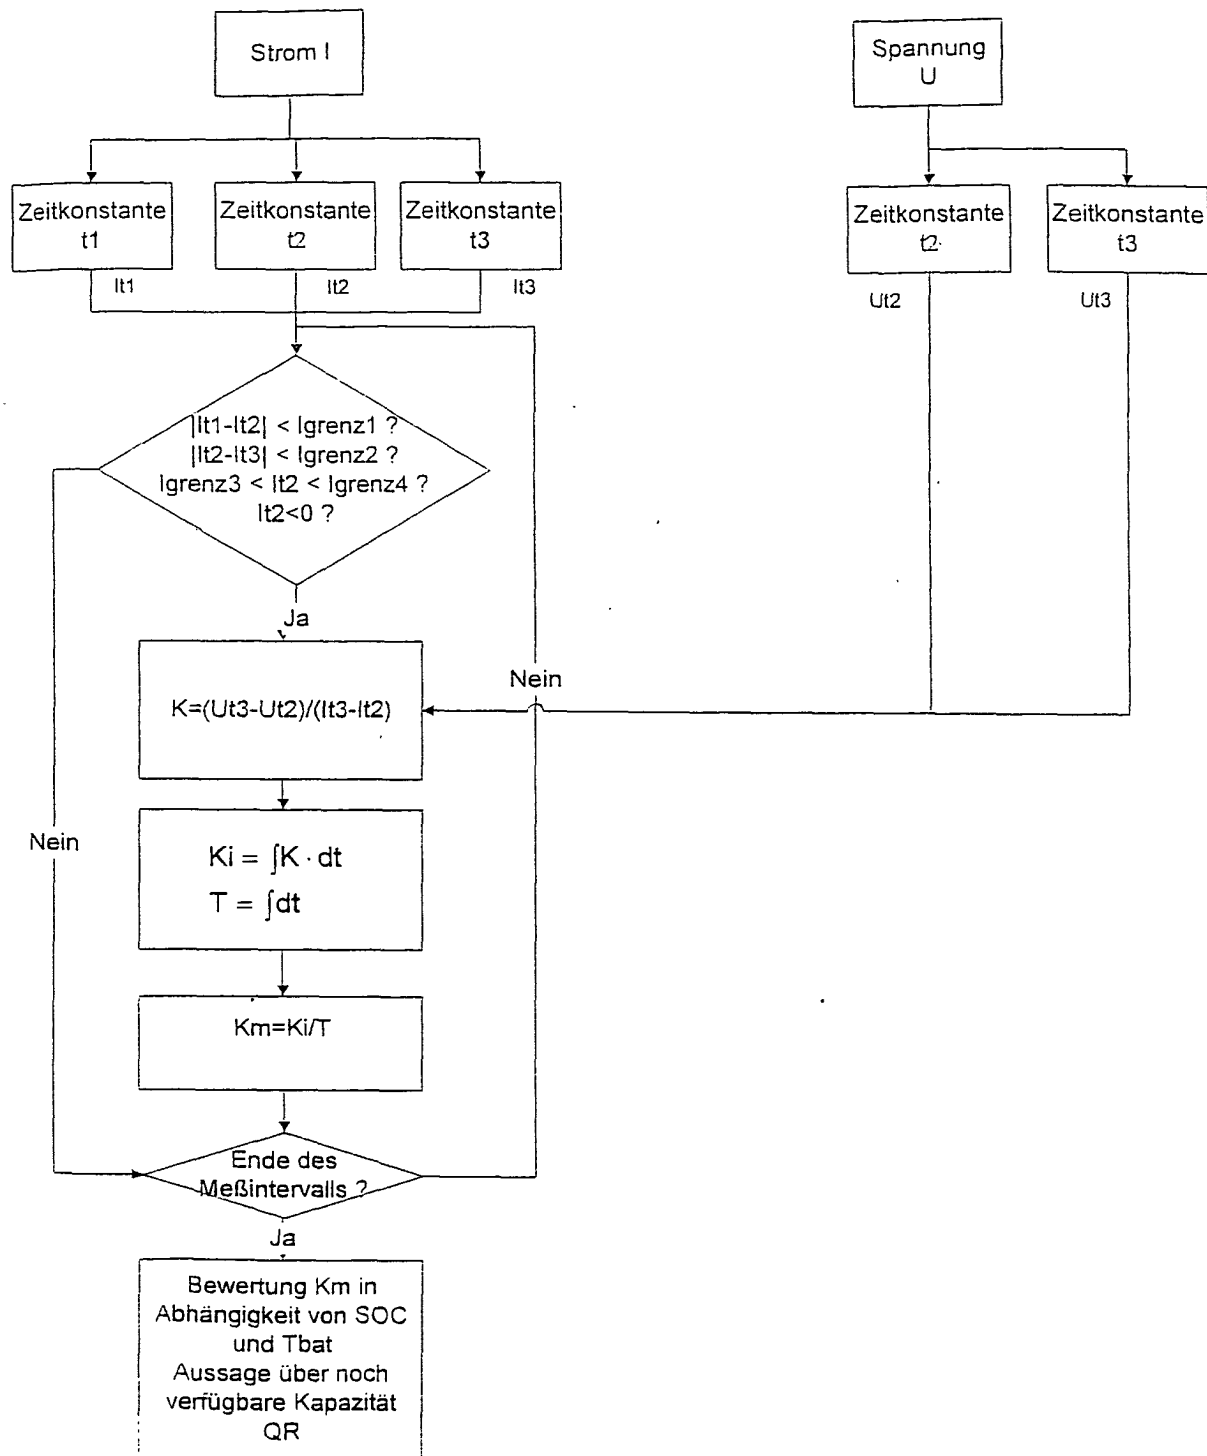 Strom I
Spannung
U
Zeitkonstante
t1
Zeitkonstante
t2
Zeitkonstante
t3
Zeitkonstante
t2
Zeitkonstante
t3
It1
It2
It3
Ut2
Ut3
|It1-It2| < Igrenz1 ?
|It2-It3| < Igrenz2 ?
Igrenz3 < It2 < Igrenz4 ?
It2<0 ?
Ja
Nein
K=(Ut3-Ut2)/(It3-It2)
Nein
Ki = ∫K · dt
T = ∫dt
Km=Ki/T
Ende des
Meßintervalls ?
Ja
Bewertung Km in
Abhängigkeit von SOC
und Tbat
Aussage über noch
verfügbare Kapazität
QR